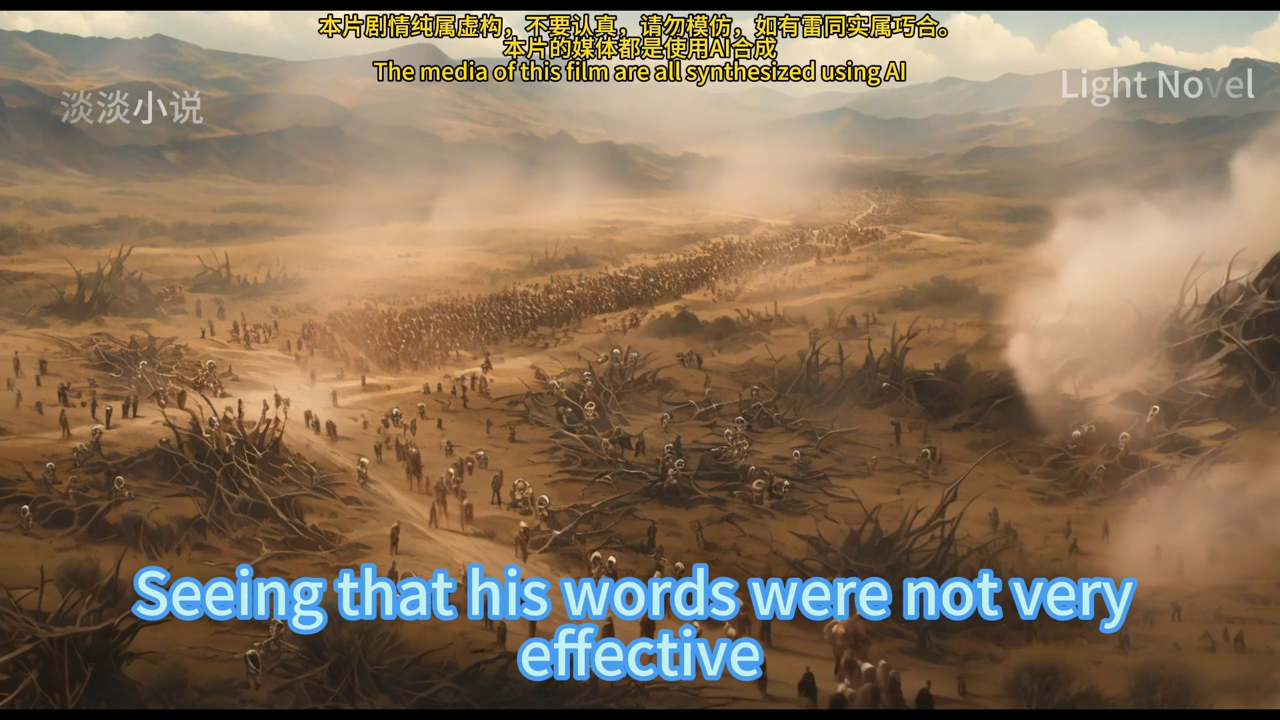 本片剧情纯属虚构，不要认真，请勿模仿，如有雷同实属巧合。
本片的媒体都是使用AI合成
The media of this film are all synthesized using AI
淡淡小说
Light Novel
Seeing that his words were not very
effective